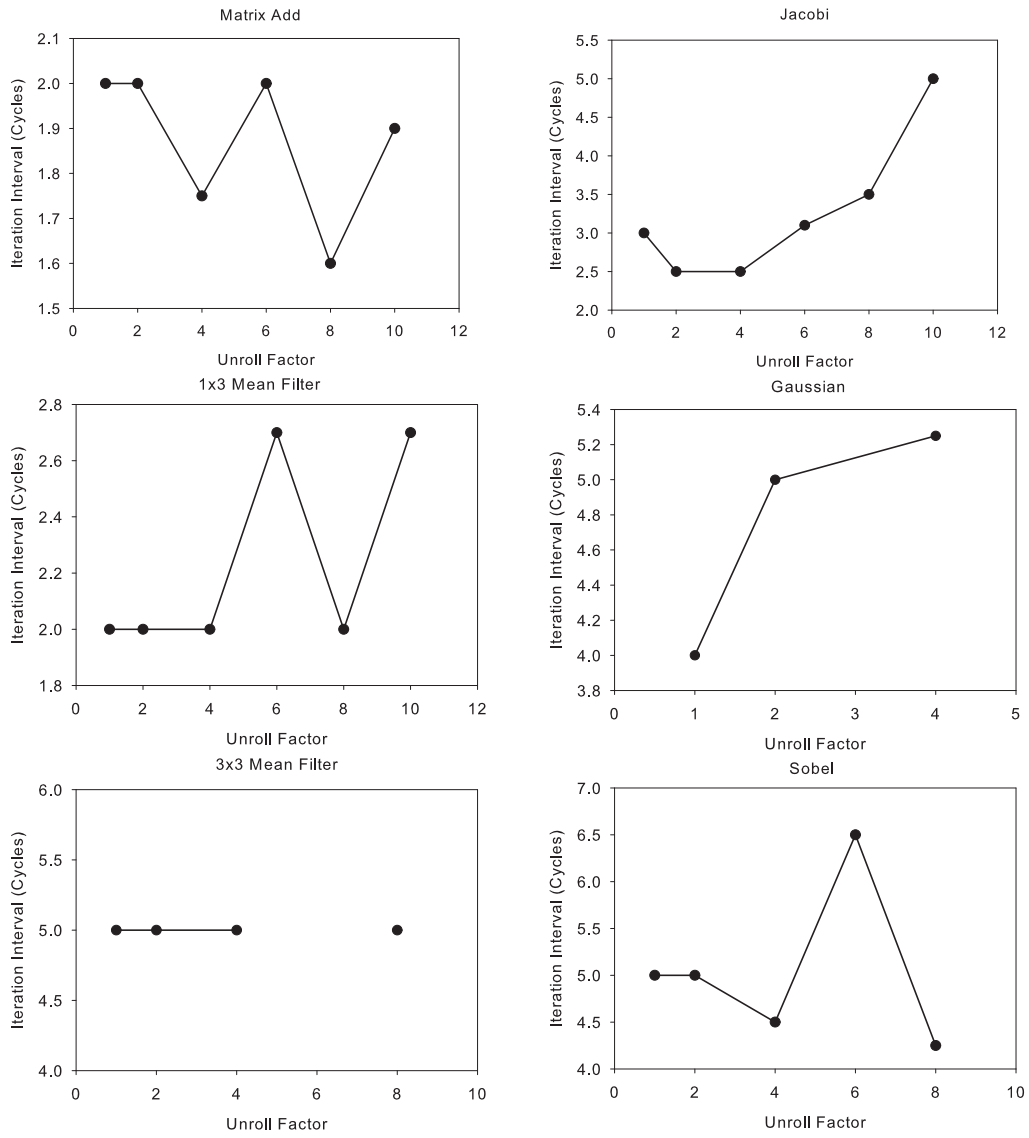 Matrix Add
2.1
2.0
1.9
1.8
1.7
1.6
1.5
Iteration Interval (Cycles)
0 2 4 6 8 10 12
Unroll Factor
Jacobi
5.5
5.0
4.5
4.0
3.5
3.0
2.5
2.0
Iteration Interval (Cycles)
0 2 4 6 8 10 12
Unroll Factor
1x3 Mean Filter
2.8
2.6
2.4
2.2
2.0
1.8
Iteration Interval (Cycles)
0 2 4 6 8 10 12
Unroll Factor
Gaussian
5.4
5.2
5.0
4.8
4.6
4.4
4.2
4.0
3.8
Iteration Interval (Cycles)
0 1 2 3 4 5
Unroll Factor
3x3 Mean Filter
6.0
5.5
5.0
4.5
4.0
Iteration Interval (Cycles)
0 2 4 6 8 10
Unroll Factor
Sobel
7.0
6.5
6.0
5.5
5.0
4.5
4.0
Iteration Interval (Cycles)
0 2 4 6 8 10
Unroll Factor